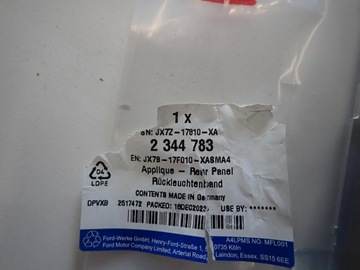 1 x
SN: JX7Z-17810-XA
2 344 783
EN: JX7B-17F010-XASMA4
Applique - Rear Panel
Rückleuchtenband
CONTENTS MADE IN Germany
04
LDPE
DPVXB 2517472 PACKED: 16DEC2022 USE BY: *******
A4LPMS NO. MFL001
Ford-Werke GmbH, Henry-Ford-Straße 1, 50735 Köln
Ford Motor Company Limited, Arterial Road, Laindon, Essex, SS15 6EE